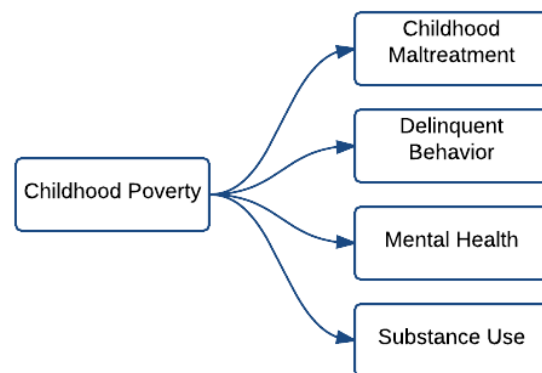 Childhood
Maltreatment
Delinquent
Behavior
Childhood Poverty
Mental Health
Substance Use